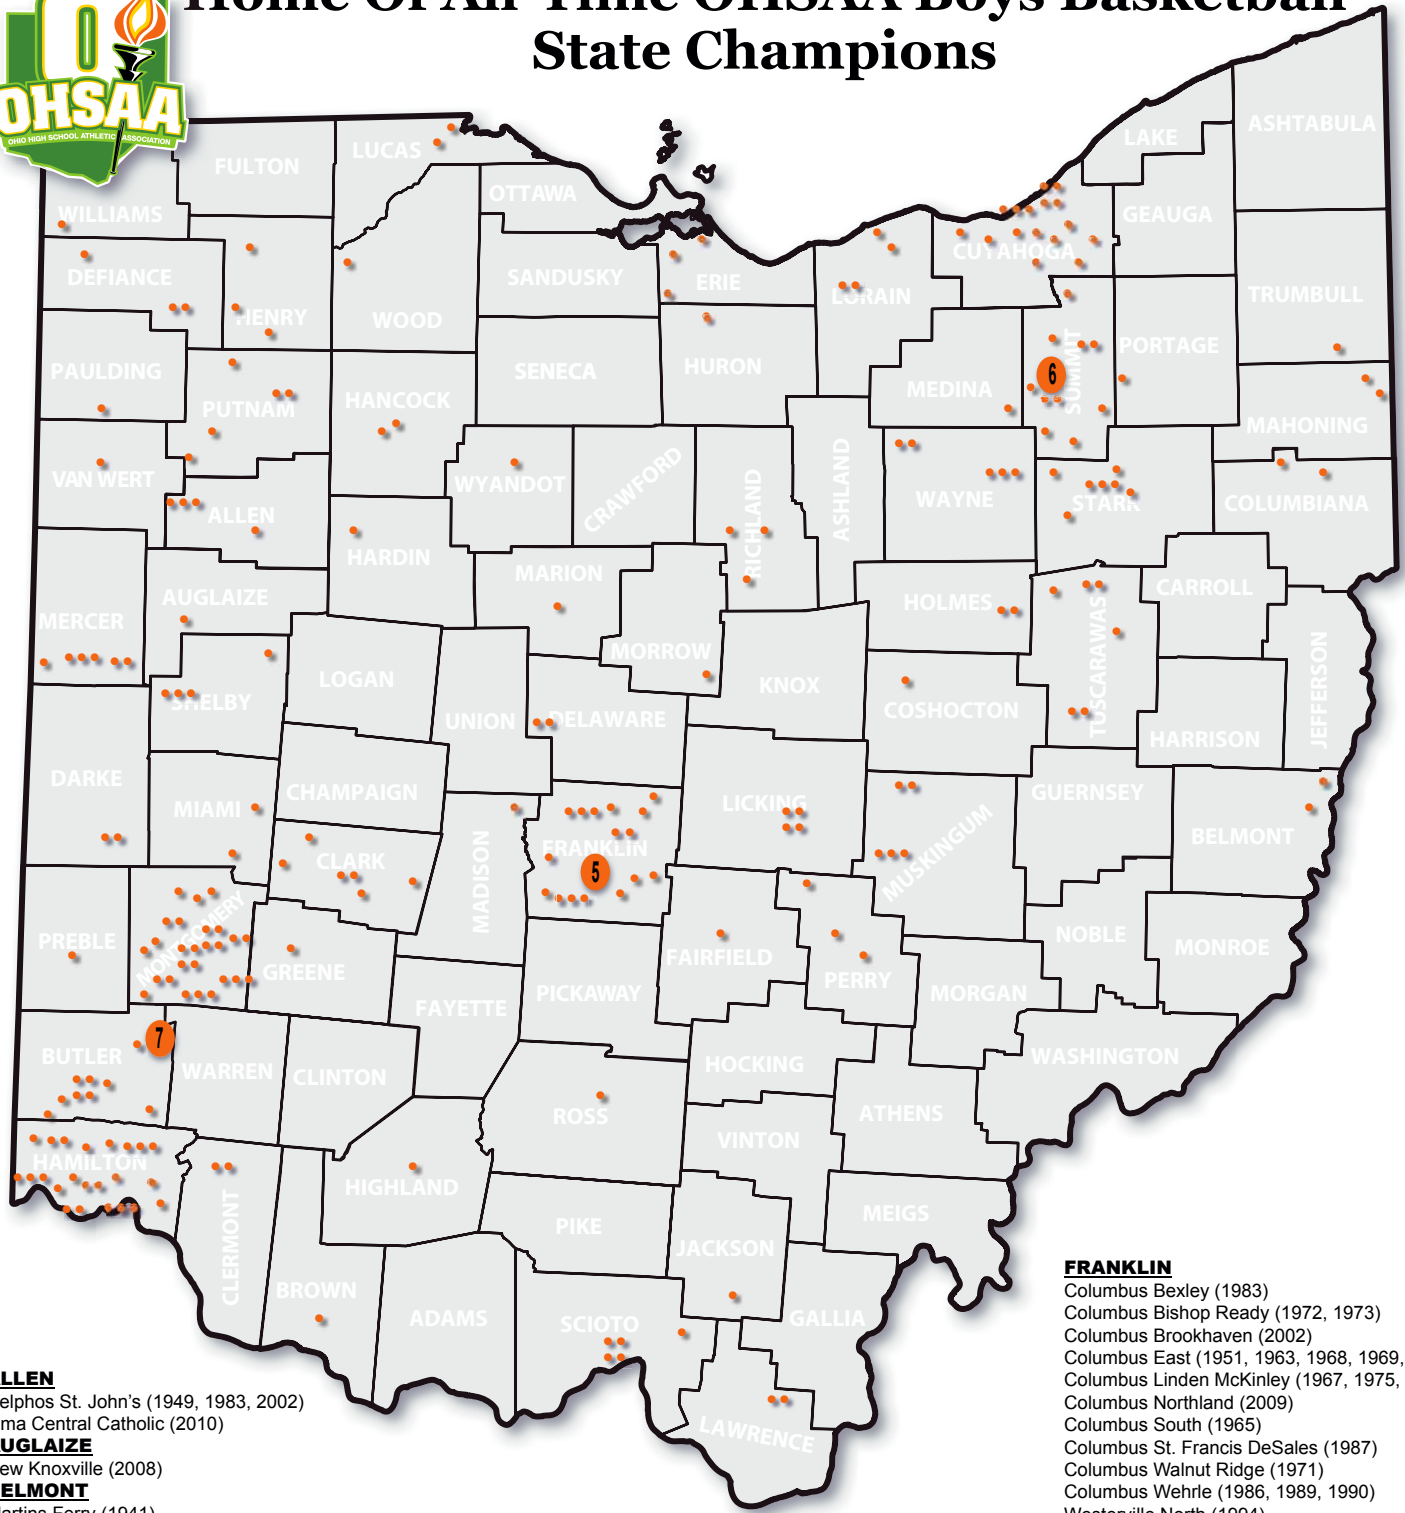 State Champions
OHSAA
OHIO HIGH SCHOOL ATHLETIC ASSOCIATION
LAKE
ASHTABULA
LUCAS
FULTON
OTTAWA
WILLIAMS
GEAUGA
CUYAHOGA
DEFIANCE
SANDUSKY
ERIE
LORAIN
TRUMBULL
HENRY
WOOD
PORTAGE
SUMMIT
6
PAULDING
SENECA
HURON
MEDINA
PUTNAM
HANCOCK
MAHONING
VAN WERT
WYANDOT
CRAWFORD
RICHLAND
ASHLAND
WAYNE
STARK
COLUMBIANA
ALLEN
HARDIN
MARION
AUGLAIZE
HOLMES
CARROLL
MERCER
MORROW
TUSCARAWAS
JEFFERSON
LOGAN
KNOX
SHELBY
UNION
DELAWARE
COSHOCTON
HARRISON
DARKE
CHAMPAIGN
MIAMI
LICKING
GUERNSEY
BELMONT
MUSKINGUM
CLARK
MADISON
FRANKLIN
5
PREBLE
MONTGOMERY
GREENE
FAIRFIELD
NOBLE
MONROE
PERRY
FAYETTE
PICKAWAY
MORGAN
7
BUTLER
WARREN
CLINTON
HOCKING
WASHINGTON
ROSS
ATHENS
VINTON
HAMILTON
HIGHLAND
CLERMONT
PIKE
MEIGS
JACKSON
BROWN
ADAMS
SCIOTO
GALLIA
LAWRENCE
LLEN
elphos St. John's (1949, 1983, 2002)
ma Central Catholic (2010)
UGLAIZE
ew Knoxville (2008)
ELMONT
artins Ferry (1941)
FRANKLIN
Columbus Bexley (1983)
Columbus Bishop Ready (1972, 1973)
Columbus Brookhaven (2002)
Columbus East (1951, 1963, 1968, 1969,
Columbus Linden McKinley (1967, 1975,
Columbus Northland (2009)
Columbus South (1965)
Columbus St. Francis DeSales (1987)
Columbus Walnut Ridge (1971)
Columbus Wehrle (1986, 1989, 1990)
Westerville North (1994)